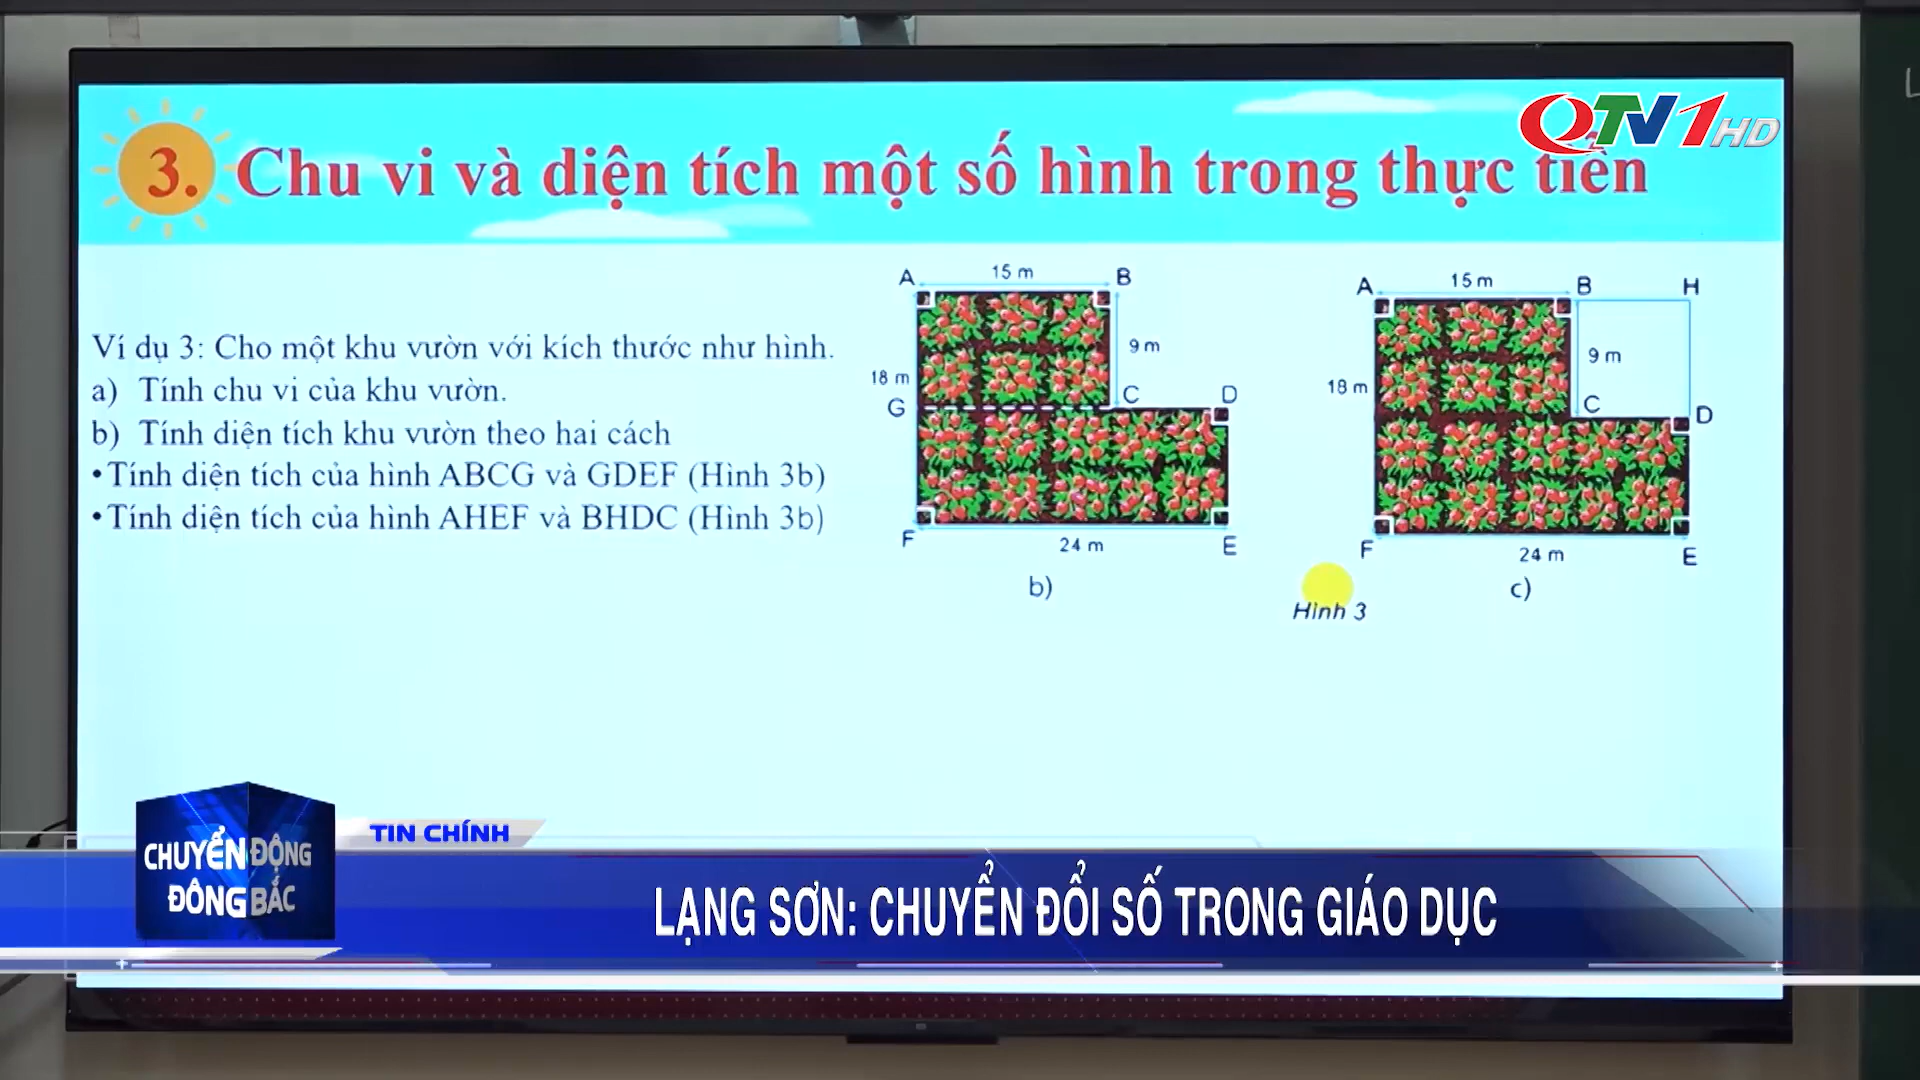 QTV1HD
3. Chu vi và diện tích một số hình trong thực tiễn
Ví dụ 3: Cho một khu vườn với kích thước như hình.
a) Tính chu vi của khu vườn.
b) Tính diện tích khu vườn theo hai cách
•Tính diện tích của hình ABCG và GDEF (Hình 3b)
•Tính diện tích của hình AHEF và BHDC (Hình 3b)
A 15 m B
9 m
18 m
G C D
F 24 m E
b)
A 15 m B H
9 m
18 m
C D
F 24 m E
c)
Hình 3
TIN CHÍNH
CHUYỂN ĐỘNG
ĐÔNG BẮC
LẠNG SƠN: CHUYỂN ĐỔI SỐ TRONG GIÁO DỤC